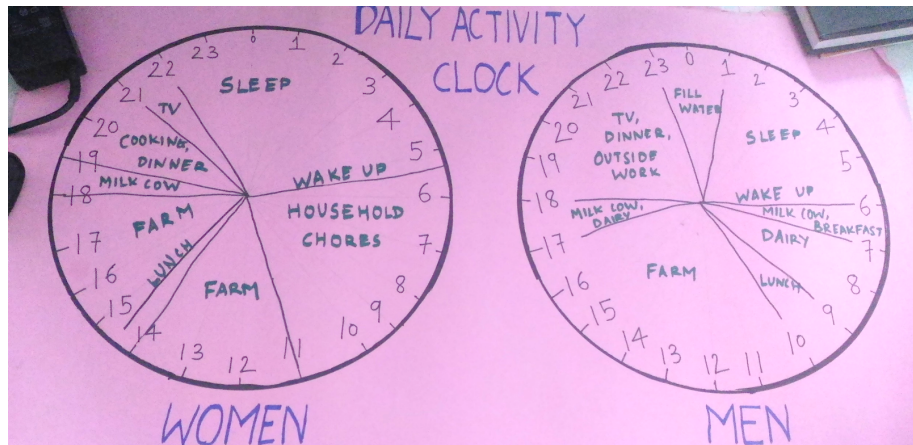 DAILY ACTIVITY
CLOCK
0
1
2
3
4
5
6
7
8
9
10
11
12
13
14
15
16
17
18
19
20
21
22
23
SLEEP
WAKE UP
HOUSEHOLD
CHORES
FARM
LUNCH
FARM
MILK COW
COOKING,
DINNER
TV
WOMEN
0
1
2
3
4
5
6
7
8
9
10
11
12
13
14
15
16
17
18
19
20
21
22
23
FILL
WATER
SLEEP
WAKE UP
MILK COW,
BREAKFAST
DAIRY
LUNCH
FARM
MILK COW,
DAIRY
TV,
DINNER,
OUTSIDE
WORK
MEN